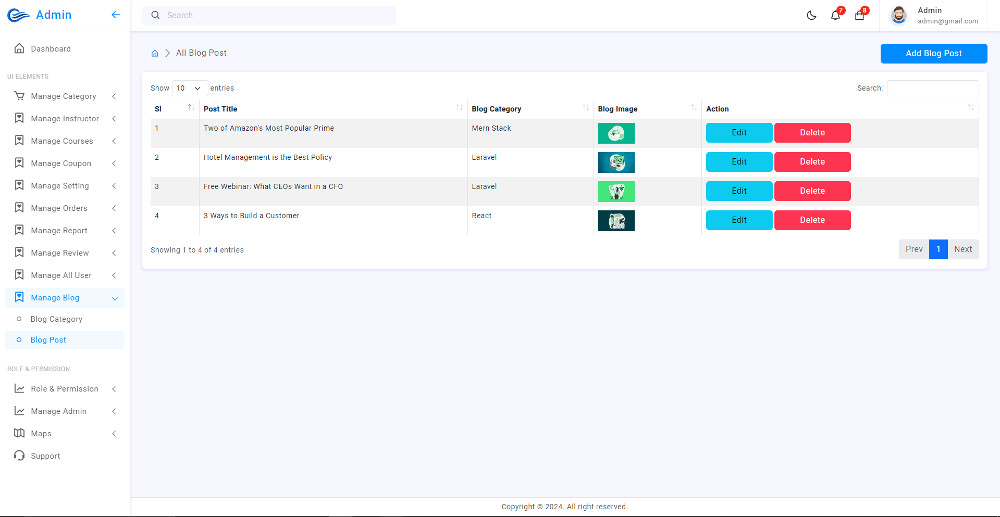 Admin
Search
7
8
Admin
admin@gmail.com
Dashboard
UI ELEMENTS
Manage Category
Manage Instructor
Manage Courses
Manage Coupon
Manage Setting
Manage Orders
Manage Report
Manage Review
Manage All User
Manage Blog
Blog Category
Blog Post
ROLE & PERMISSION
Role & Permission
Manage Admin
Maps
Support
All Blog Post
Add Blog Post
Show 10 entries
Search:
Sl Post Title Blog Category Blog Image Action
1 Two of Amazon's Most Popular Prime Mern Stack Edit Delete
2 Hotel Management is the Best Policy Laravel Edit Delete
3 Free Webinar: What CEOs Want in a CFO Laravel Edit Delete
4 3 Ways to Build a Customer React Edit Delete
Showing 1 to 4 of 4 entries
Prev 1 Next
Copyright © 2024. All right reserved.